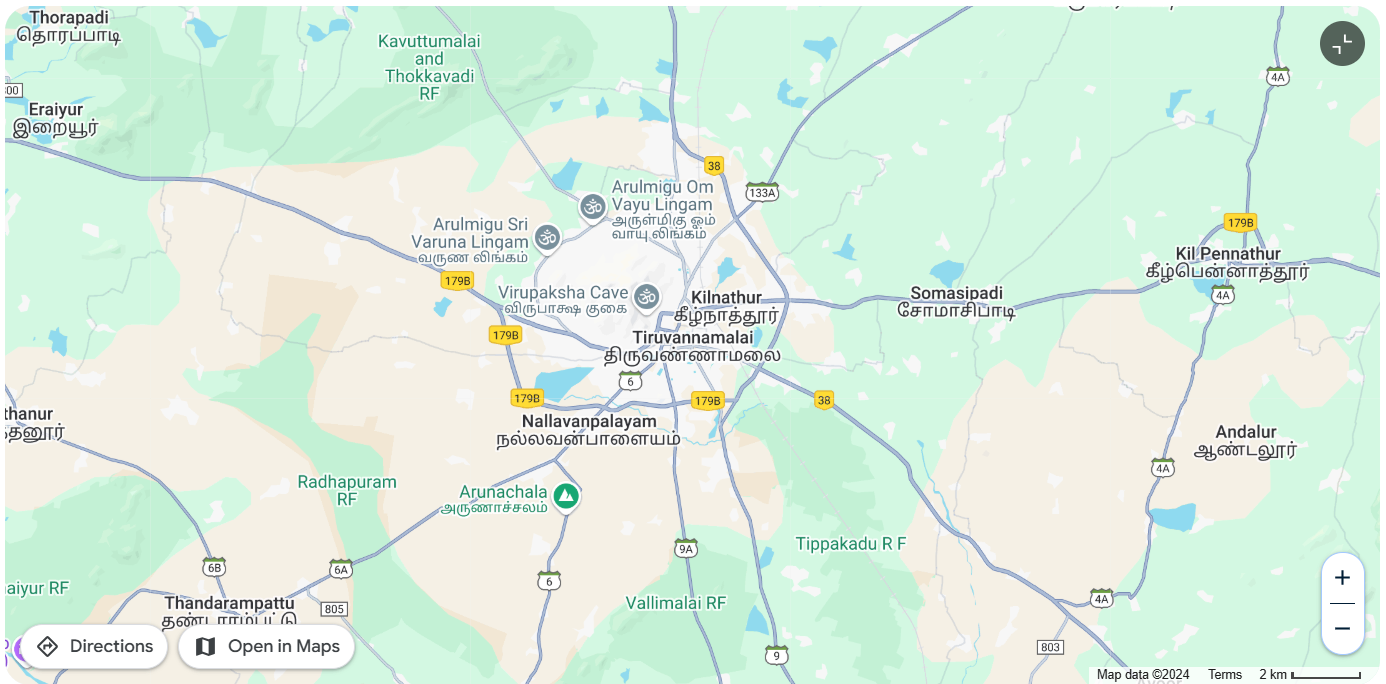 Thorapadi
தொரப்பாடி
Kavuttumalai
and
Thokkavadi
RF
4A
Eraiyur
இறையூர்
38
133A
Arulmigu Om
Vayu Lingam
அருள்மிகு ஓம்
வாயு லிங்கம்
Arulmigu Sri
Varuna Lingam
வருண லிங்கம்
179B
Kil Pennathur
கீழ்பென்னாத்தூர்
4A
179B
Virupaksha Cave
விருபாக்ஷ குகை
Kilnathur
கீழ்நாத்தூர்
Somasipadi
சோமாசிபாடி
179B
Tiruvannamalai
திருவண்ணாமலை
6
179B
179B
38
thanur
Nallavanpalayam
நல்லவன்பாளையம்
Andalur
ஆண்டலூர்
4A
Radhapuram
RF
Arunachala
அருணாச்சலம்
Tippakadu R F
9A
6B
6A
6
4A
aiyur RF
Thandarampattu
தண்டராம்பட்டு
805
Vallimalai RF
803
9
Directions
Open in Maps
+
−
Map data ©2024 Terms 2 km